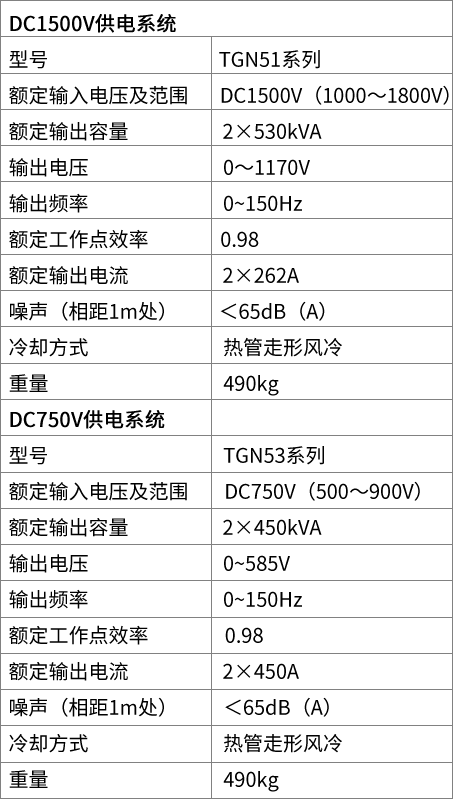 DC1500V供电系统
型号 TGN51系列
额定输入电压及范围 DC1500V（1000～1800V）
额定输出容量 2×530kVA
输出电压 0～1170V
输出频率 0~150Hz
额定工作点效率 0.98
额定输出电流 2×262A
噪声（相距1m处） ＜65dB（A）
冷却方式 热管走形风冷
重量 490kg
DC750V供电系统
型号 TGN53系列
额定输入电压及范围 DC750V（500～900V）
额定输出容量 2×450kVA
输出电压 0~585V
输出频率 0~150Hz
额定工作点效率 0.98
额定输出电流 2×450A
噪声（相距1m处） ＜65dB（A）
冷却方式 热管走形风冷
重量 490kg